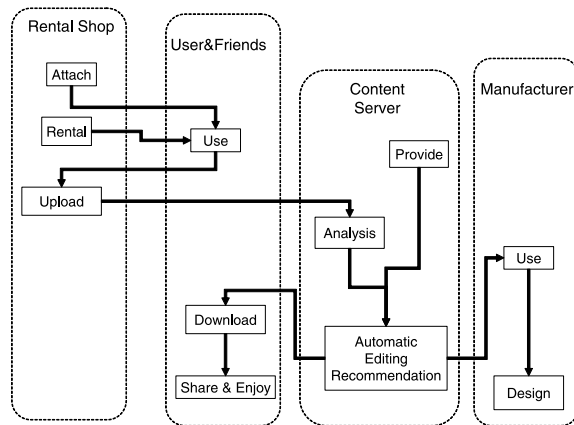 Rental Shop
User&Friends
Content
Server
Manufacturer
Attach
Rental
Use
Provide
Upload
Analysis
Use
Download
Automatic
Editing
Recommendation
Share & Enjoy
Design